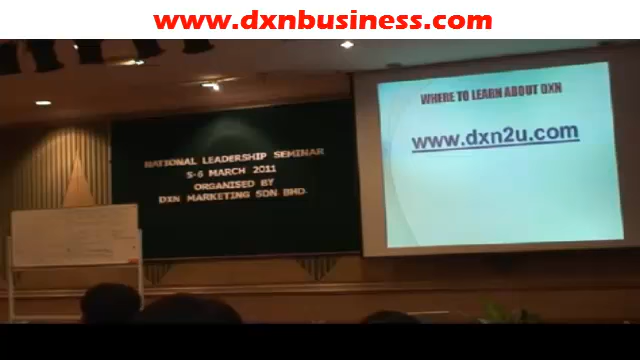 www.dxnbusiness.com
NATIONAL LEADERSHIP SEMINAR
5-6 MARCH 2011
ORGANISED BY
DXN MARKETING SDN BHD.
WHERE TO LEARN ABOUT DXN
www.dxn2u.com